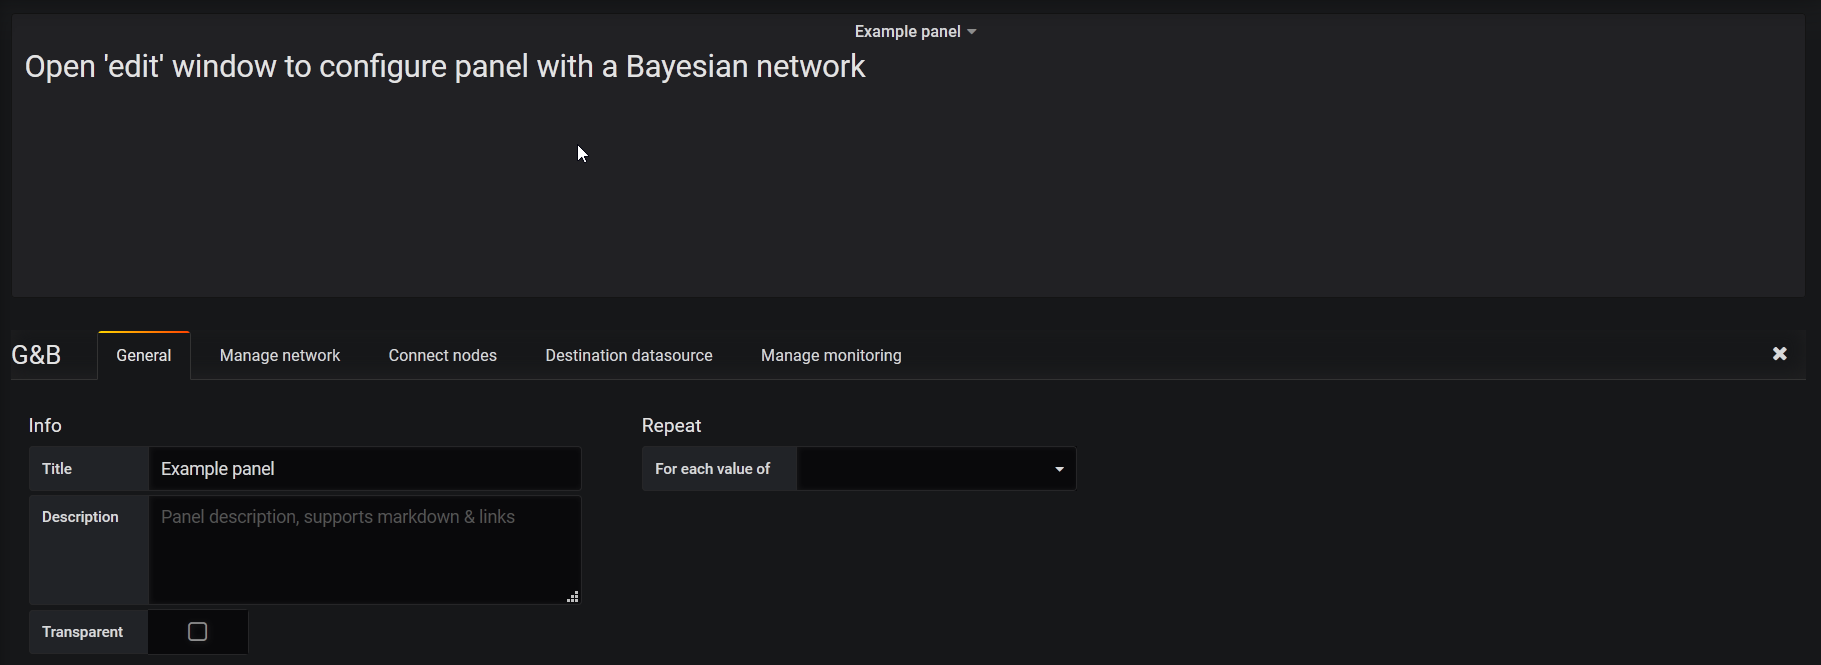 Example panel
Open 'edit' window to configure panel with a Bayesian network
G&B General Manage network Connect nodes Destination datasource Manage monitoring
Info
Title Example panel
Description Panel description, supports markdown & links
Transparent
Repeat
For each value of